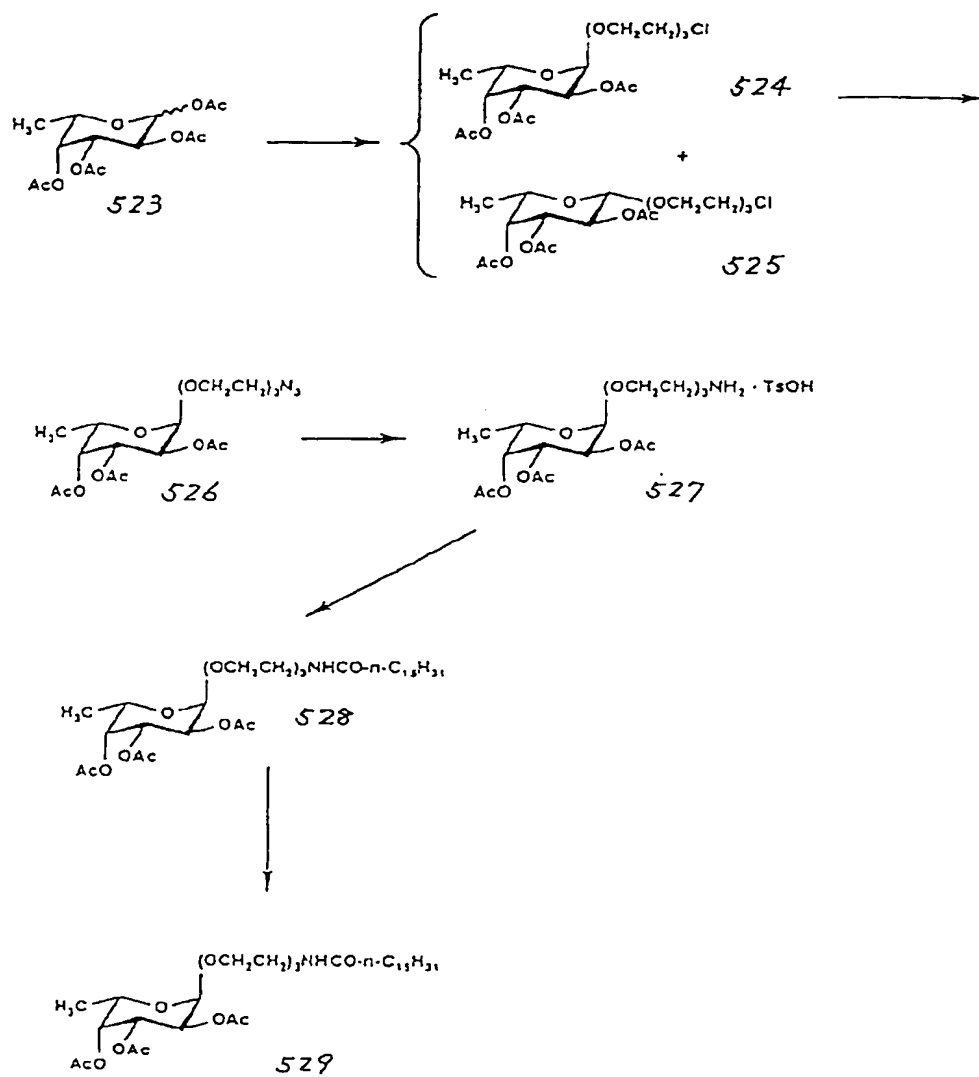 (OCH₂CH₂)₃Cl
H₃C
O
OAc
AcO
OAc
524
+
H₃C
O
OAc
(OCH₂CH₂)₃Cl
OAc
AcO
525
H₃C
O
OAc
OAc
OAc
AcO
523
(OCH₂CH₂)₃N₃
H₃C
O
OAc
OAc
AcO
526
(OCH₂CH₂)₃NH₂ · TsOH
H₃C
O
OAc
OAc
AcO
527
(OCH₂CH₂)₃NHCO-n-C₁₅H₃₁
H₃C
O
OAc
OAc
AcO
528
(OCH₂CH₂)₃NHCO-n-C₁₅H₃₁
H₃C
O
OAc
OAc
AcO
529